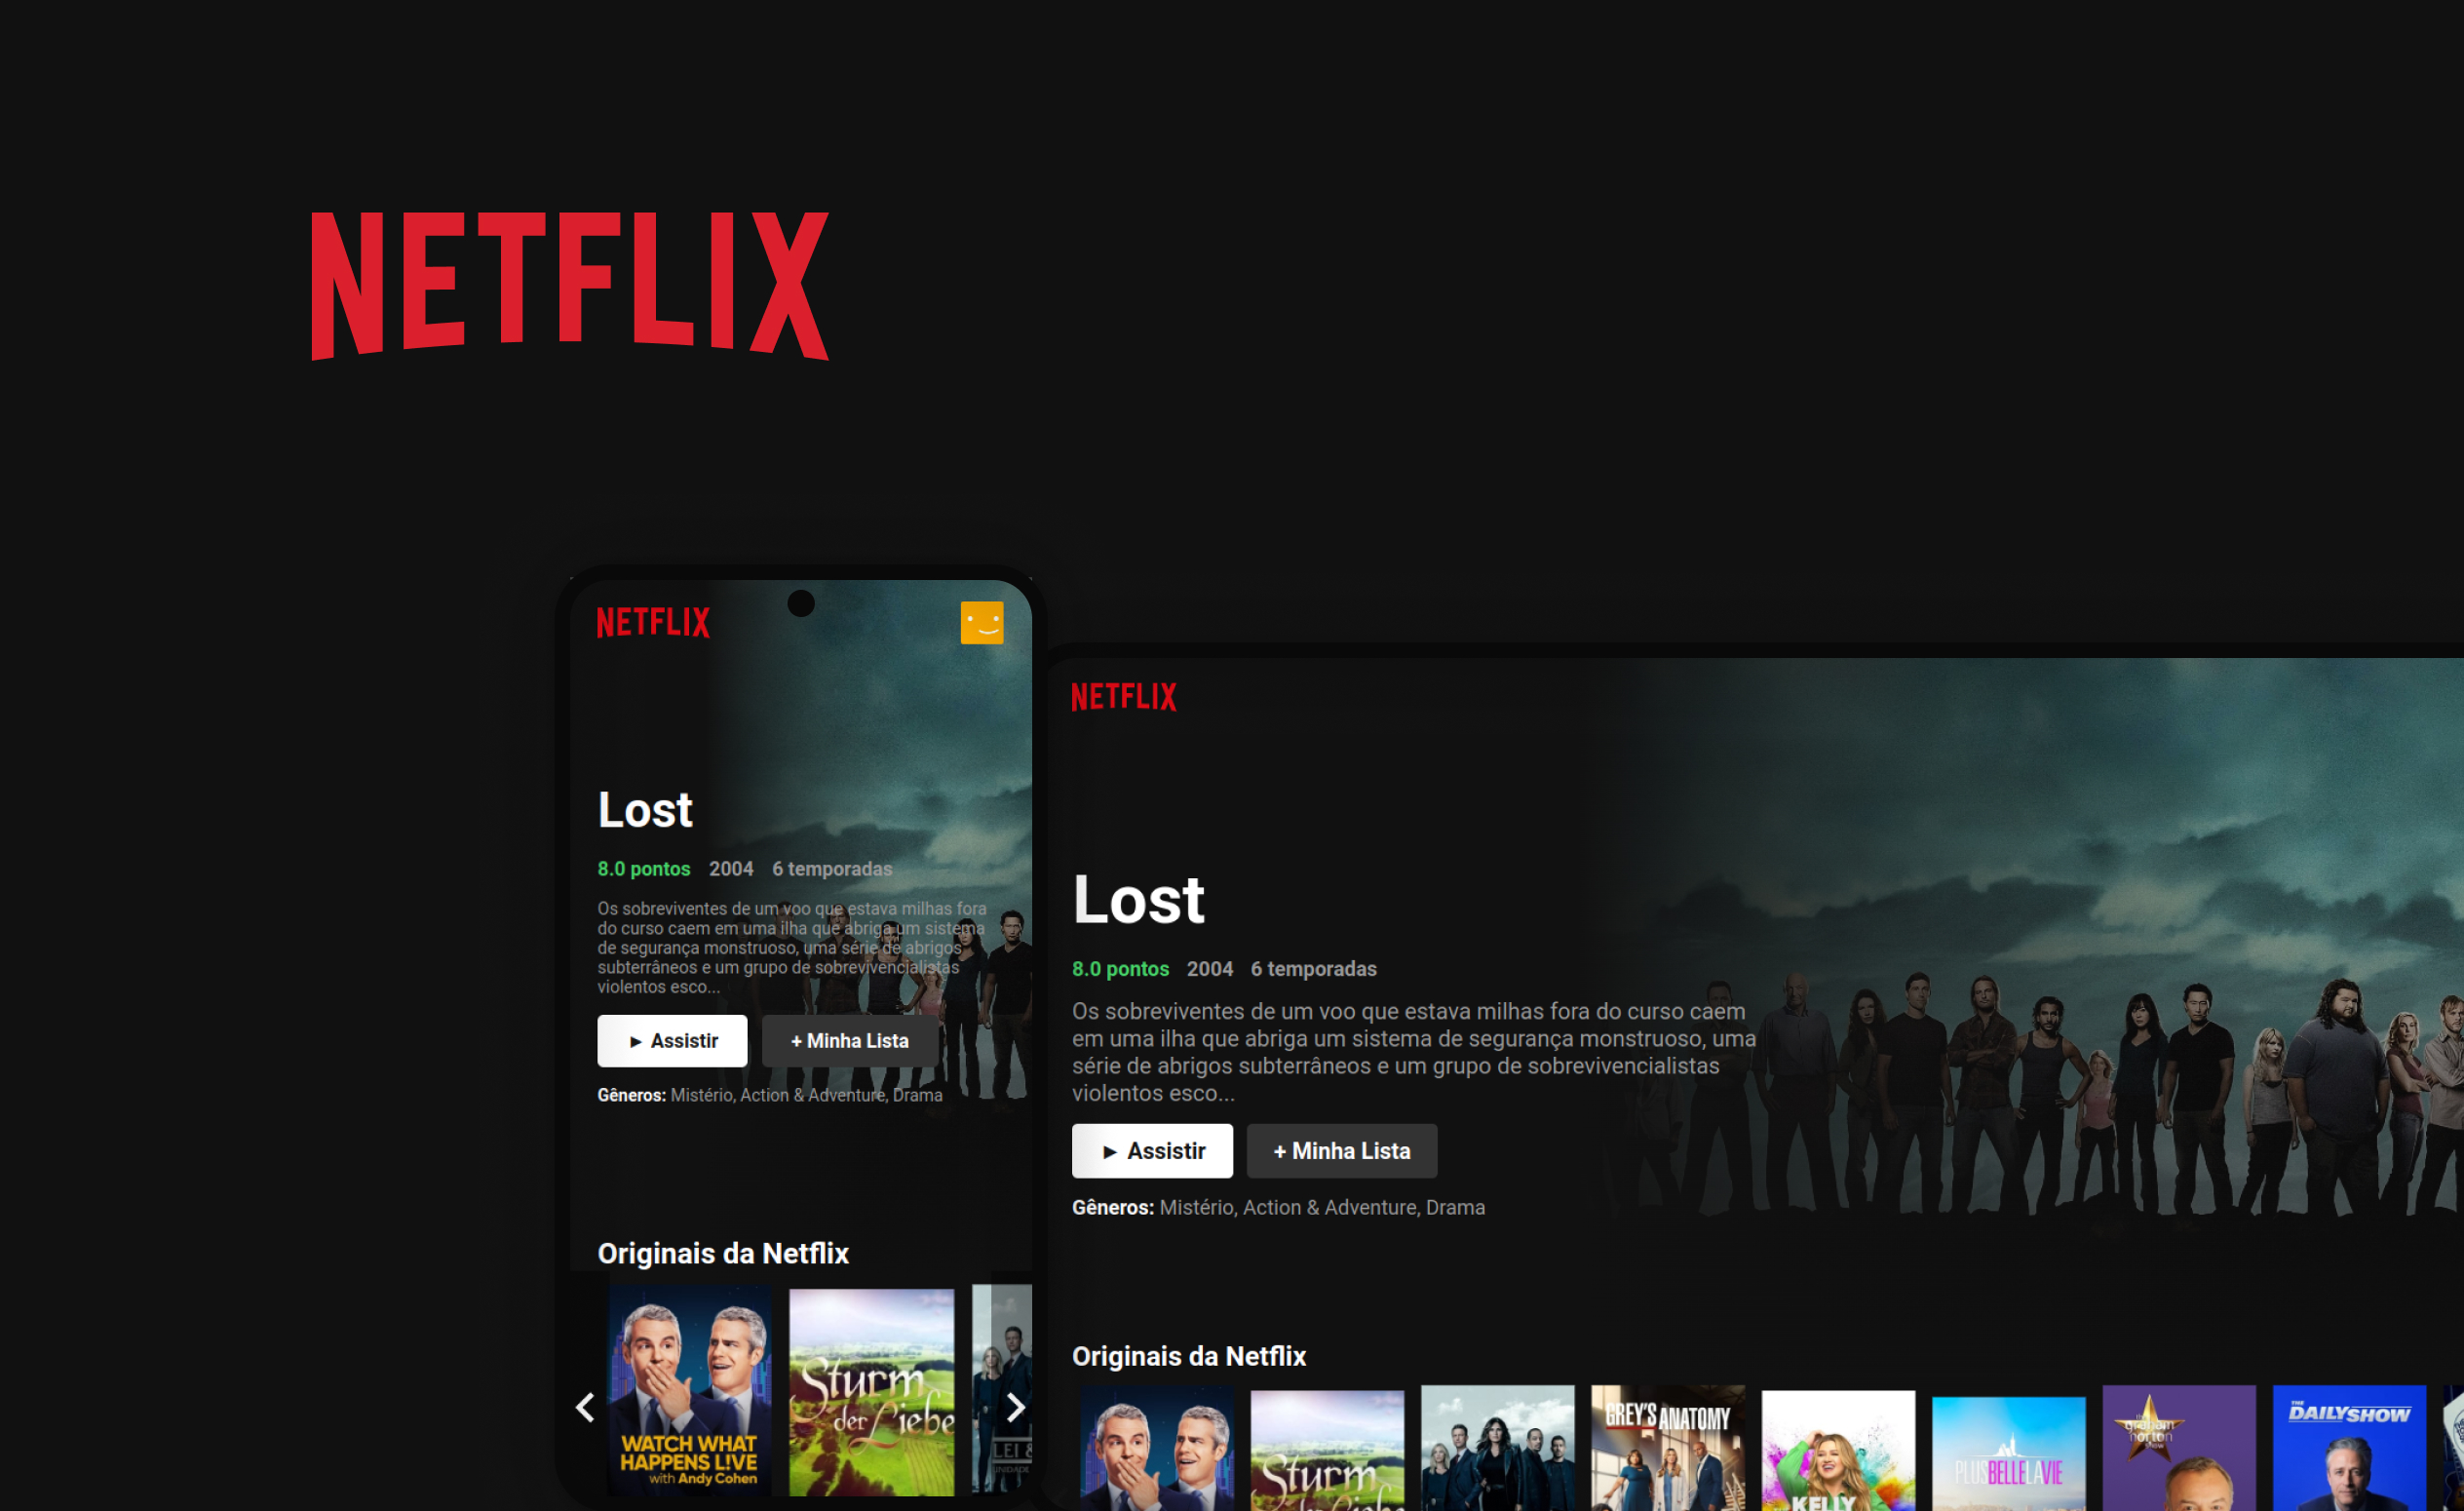 NETFLIX
NETFLIX
Lost
8.0 pontos 2004 6 temporadas
Os sobreviventes de um voo que estava milhas fora
do curso caem em uma ilha que abriga um sistema
de segurança monstruoso, uma série de abrigos
subterrâneos e um grupo de sobrevivencialistas
violentos esco...
► Assistir
+ Minha Lista
Gêneros: Mistério, Action & Adventure, Drama
Originais da Netflix
WATCH WHAT
HAPPENS L!VE
with Andy Cohen
Sturm
der Liebe
LEI &
UNIDADE
NETFLIX
Lost
8.0 pontos 2004 6 temporadas
Os sobreviventes de um voo que estava milhas fora do curso caem
em uma ilha que abriga um sistema de segurança monstruoso, uma
série de abrigos subterrâneos e um grupo de sobrevivencialistas
violentos esco...
► Assistir
+ Minha Lista
Gêneros: Mistério, Action & Adventure, Drama
Originais da Netflix
Sturm
GREY'S ANATOMY
KELLY
PLUS BELLE LA VIE
graham
norton
show
THE
DAILY SHOW